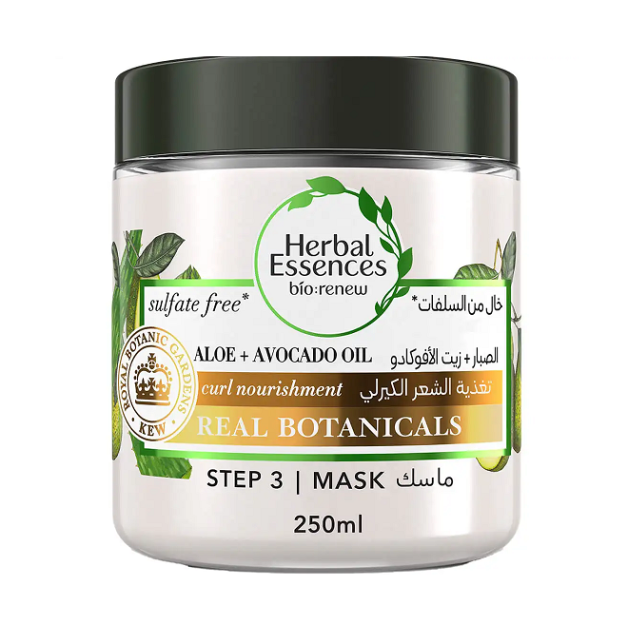 Herbal
Essences
bío:renew
sulfate free*
خال من السلفات*
ALOE + AVOCADO OIL
الصبار + زيت الأفوكادو
curl nourishment
تغذية الشعر الكيرلي
REAL BOTANICALS
ROYAL BOTANIC GARDENS
• KEW •
STEP 3 | MASK ماسك
250ml